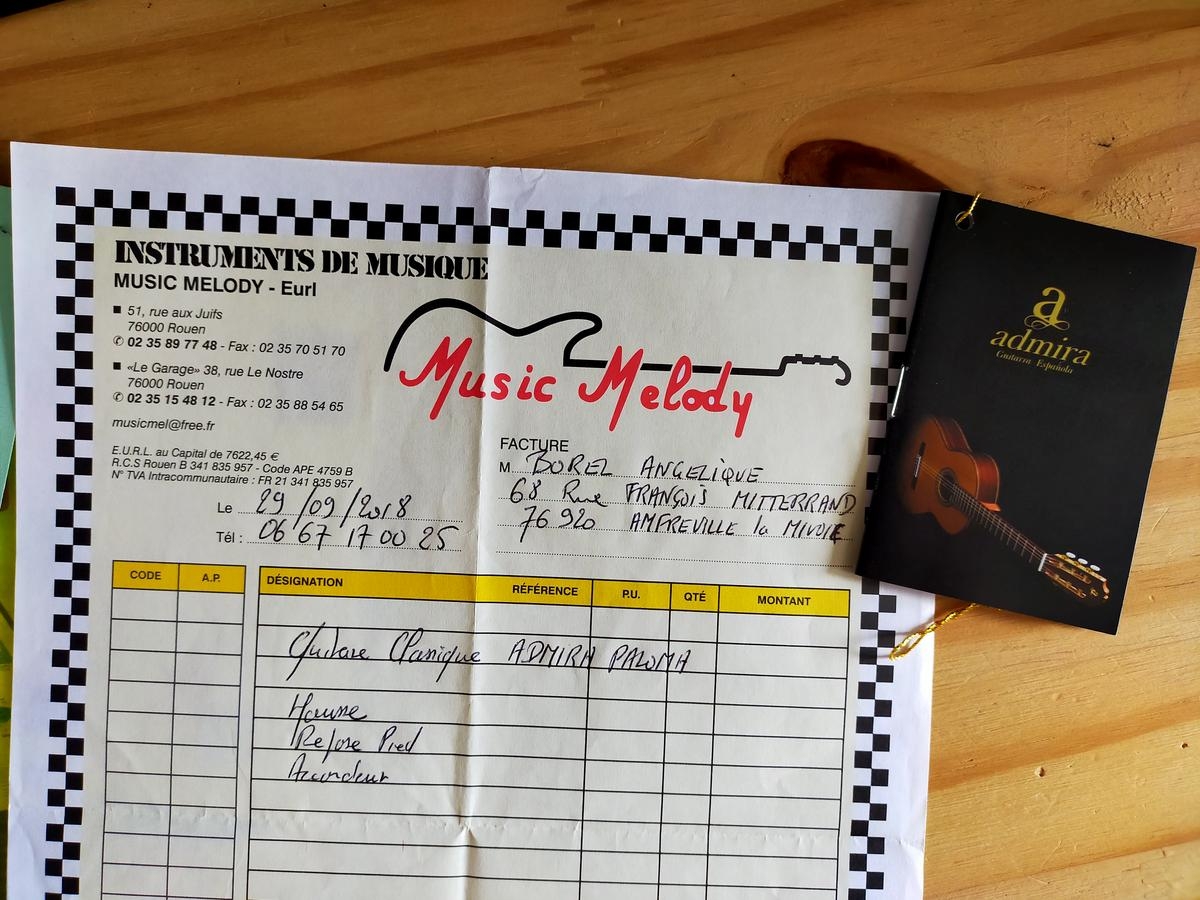 INSTRUMENTS DE MUSIQUE
MUSIC MELODY - Eurl
51, rue aux Juifs
76000 Rouen
✆ 02 35 89 77 48 - Fax : 02 35 70 51 70
«Le Garage» 38, rue Le Nostre
76000 Rouen
✆ 02 35 15 48 12 - Fax : 02 35 88 54 65
musicmel@free.fr
E.U.R.L. au Capital de 7622,45 €
R.C.S Rouen B 341 835 957 - Code APE 4759 B
N° TVA Intracommunautaire : FR 21 341 835 957
Music Melody
FACTURE
M BOREL ANGELIQUE
68 Rue FRANÇOIS MITTERRAND
76920 AMFREVILLE la MIVOIE
Le 29/09/2018
Tél : 06 67 17 00 25
CODE A.P. DÉSIGNATION RÉFÉRENCE P.U. QTÉ MONTANT
Guitare Classique ADMIRA PALOMA
Housse
Repose Pied
Accordeur
a
admira
Guitarra Española